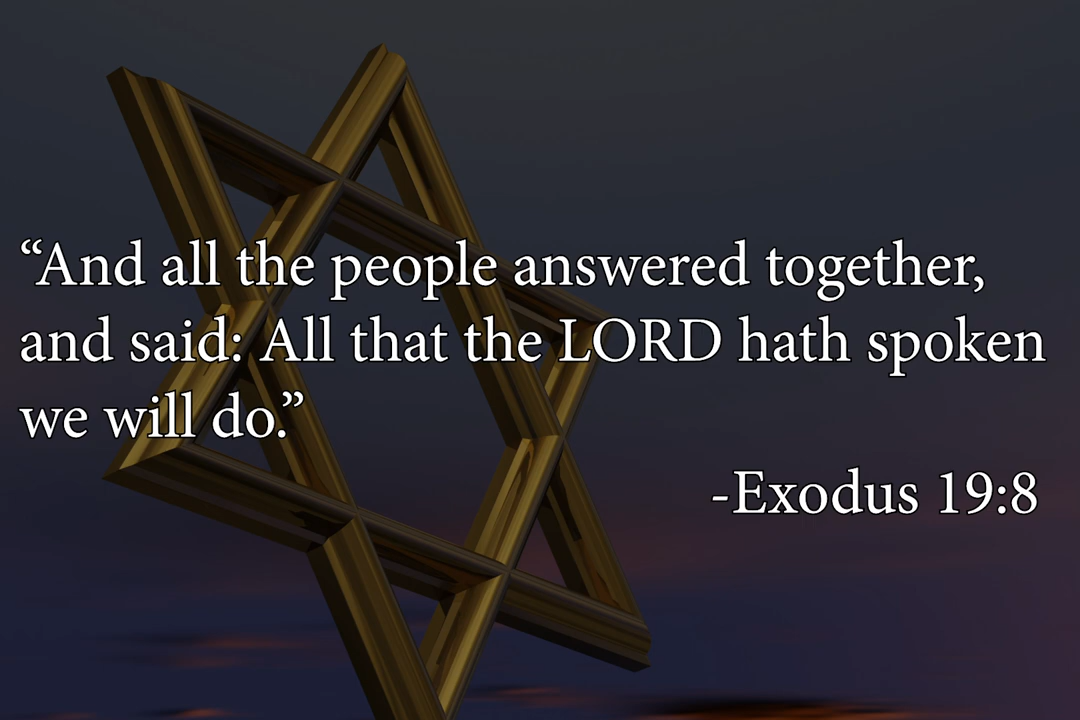 “And all the people answered together,
and said: All that the LORD hath spoken
we will do.”
-Exodus 19:8